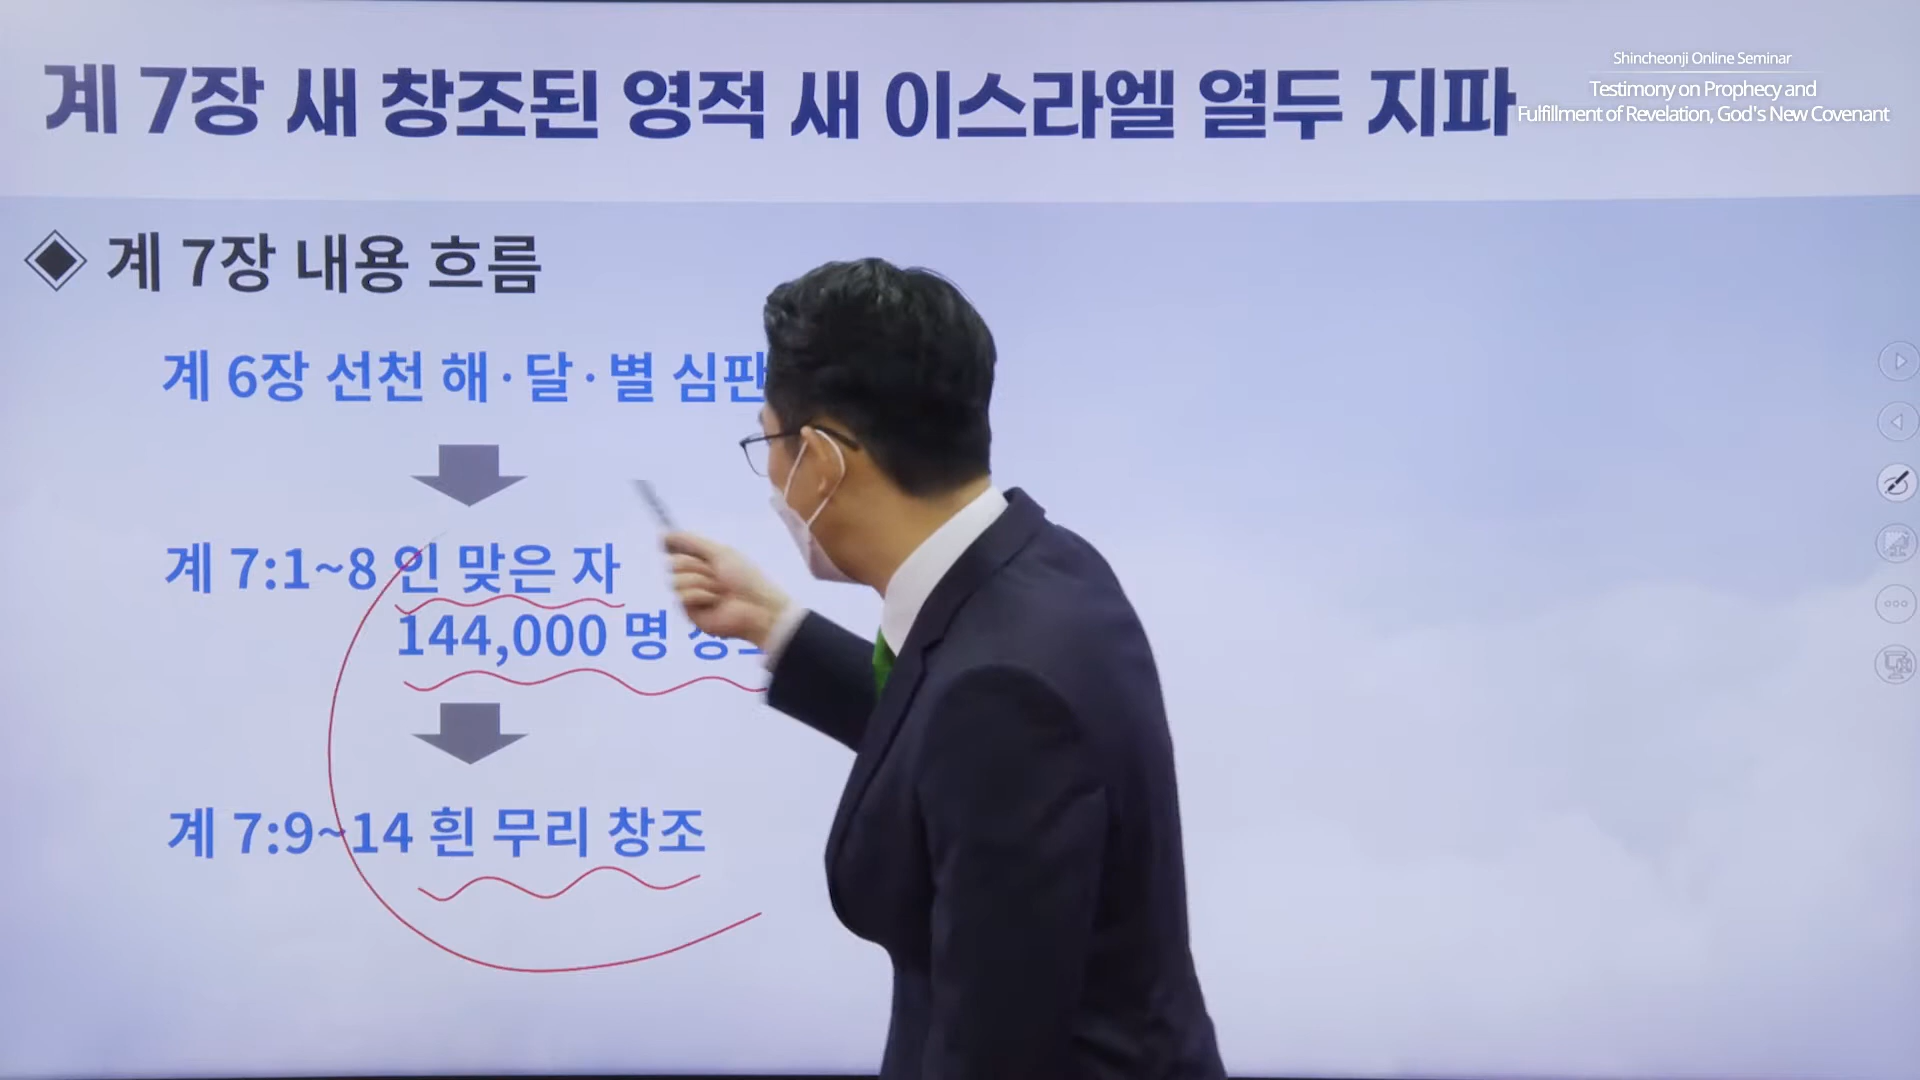 계 7장 새 창조된 영적 새 이스라엘 열두 지파
Shincheonji Online Seminar
Testimony on Prophecy and
Fulfillment of Revelation, God's New Covenant
계 7장 내용 흐름
계 6장 선천 해·달·별 심판
계 7:1~8 인 맞은 자
144,000 명
계 7:9~14 흰 무리 창조